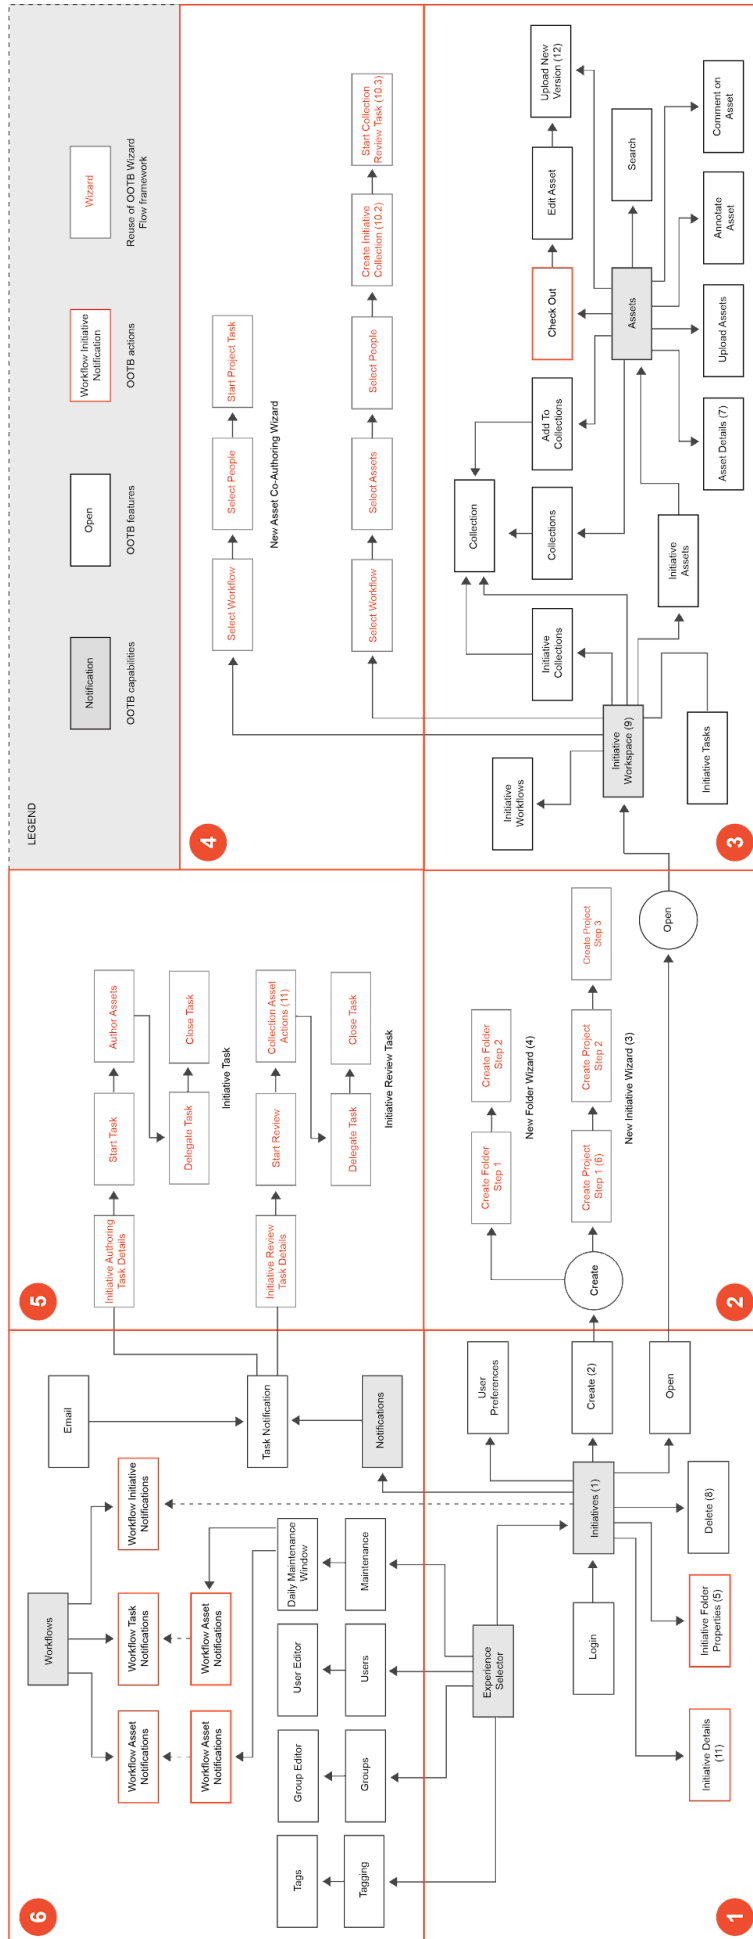 6
Workflows
Workflow Asset
Notifications
Workflow Task
Notifications
Workflow Initiative
Notifications
Workflow Asset
Notifications
Workflow Asset
Notifications
Email
Task Notification
Notifications
Tags
Group Editor
User Editor
Daily Maintenance
Window
Tagging
Groups
Users
Maintenance
5
Initiative Authoring
Task Details
Start Task
Author Assets
Delegate Task
Close Task
Initiative Task
Initiative Review
Task Details
Start Review
Collection Asset
Actions (11)
Delegate Task
Close Task
Initiative Review Task
LEGEND
Notification
OOTB capabilities
Open
OOTB features
Workflow Initiative
Notification
OOTB actions
Wizard
Reuse of OOTB Wizard
Flow framework
4
Select Workflow
Select People
Start Project Task
New Asset Co-Authoring Wizard
Select Workflow
Select Assets
Select People
Create Initiative
Collection (10.2)
Start Collection
Review Task (10.3)
1
Experience
Selector
Login
Initiatives (1)
User
Preferences
Create (2)
Open
Initiative Details
(11)
Initiative Folder
Properties (5)
Delete (8)
2
Create
Create Folder
Step 1
Create Folder
Step 2
New Folder Wizard (4)
Create Project
Step 1 (6)
Create Project
Step 2
Create Project
Step 3
New Initiative Wizard (3)
Open
3
Initiative
Workflows
Initiative
Workspace (9)
Initiative Tasks
Initiative
Collections
Initiative
Assets
Collection
Collections
Add To
Collections
Check Out
Edit Asset
Upload New
Version (12)
Assets
Search
Asset Details (7)
Upload Assets
Annotate
Asset
Comment on
Asset